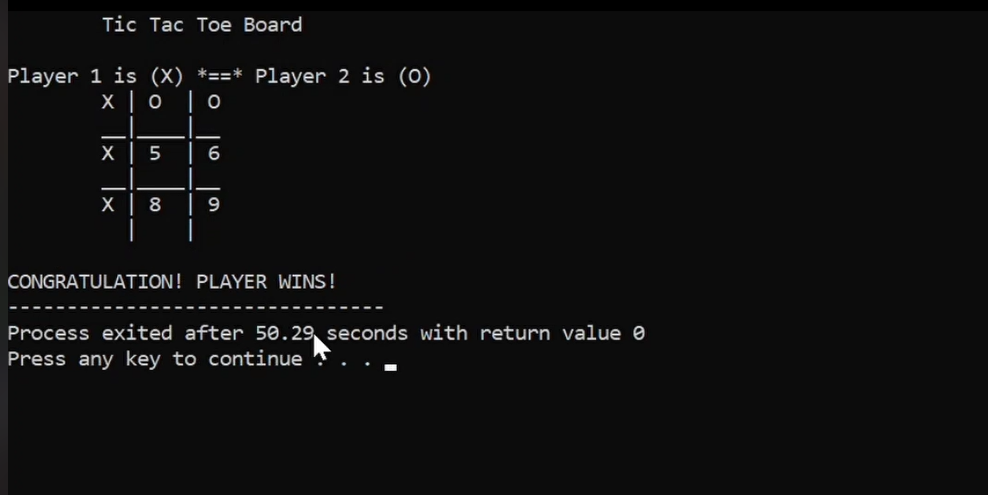 Tic Tac Toe Board
Player 1 is (X) *==* Player 2 is (O)
X | O | O
__|____|__
X | 5 | 6
__|____|__
X | 8 | 9
| |
CONGRATULATION! PLAYER WINS!
--------------------------------
Process exited after 50.29 seconds with return value 0
Press any key to continue . . .